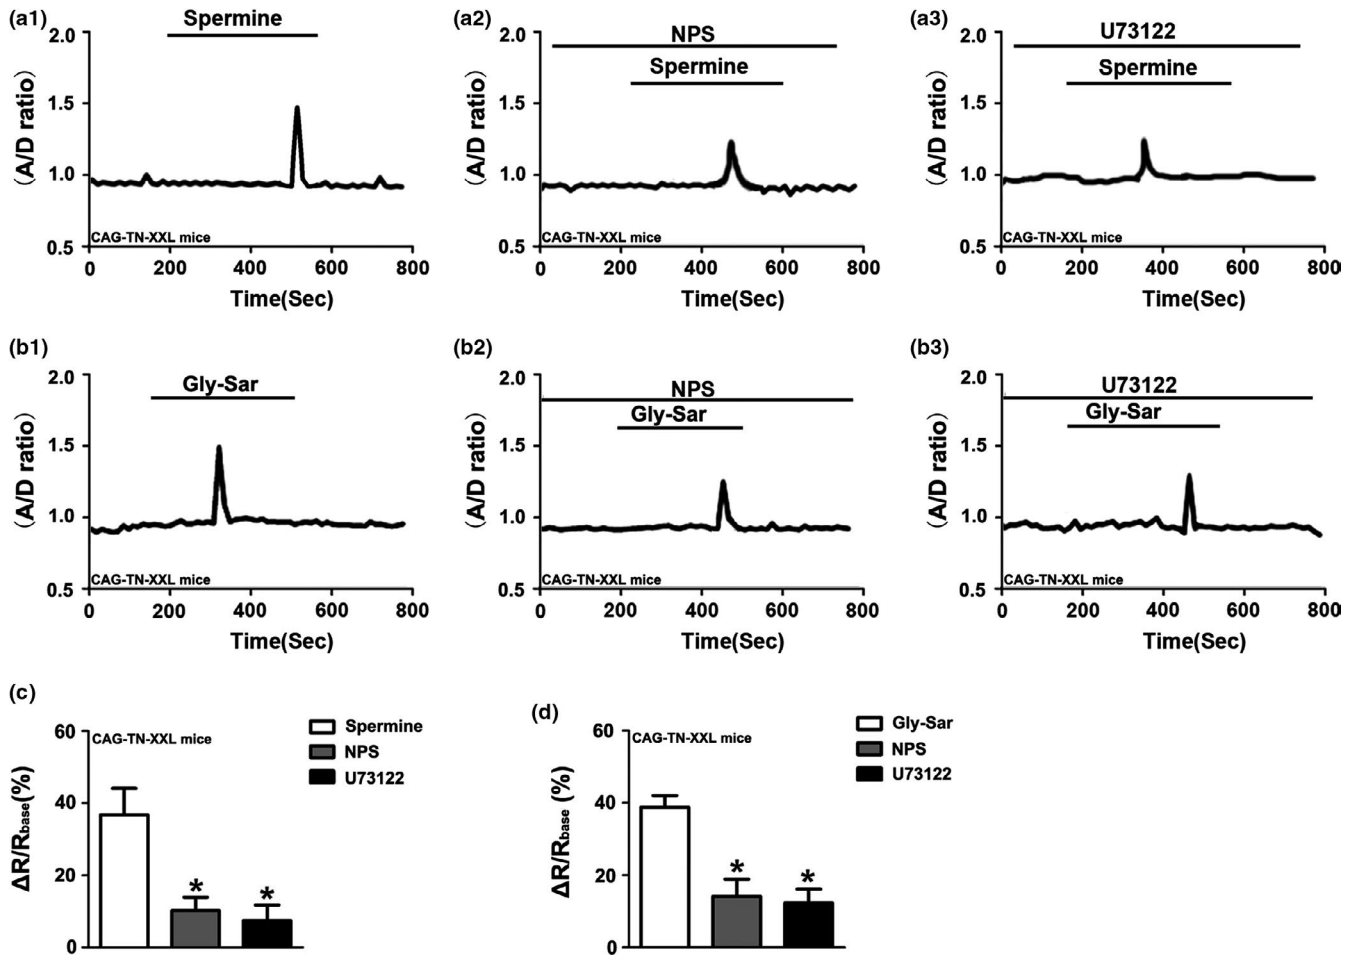 (a1)
Spermine
(A/D ratio)
2.0
1.5
1.0
0.5
CAG-TN-XXL mice
0 200 400 600 800
Time(Sec)
(a2)
NPS
Spermine
(A/D ratio)
2.0
1.5
1.0
0.5
CAG-TN-XXL mice
0 200 400 600 800
Time(Sec)
(a3)
U73122
Spermine
(A/D ratio)
2.0
1.5
1.0
0.5
CAG-TN-XXL mice
0 200 400 600 800
Time(Sec)
(b1)
Gly-Sar
(A/D ratio)
2.0
1.5
1.0
0.5
CAG-TN-XXL mice
0 200 400 600 800
Time(Sec)
(b2)
NPS
Gly-Sar
(A/D ratio)
2.0
1.5
1.0
0.5
CAG-TN-XXL mice
0 200 400 600 800
Time(Sec)
(b3)
U73122
Gly-Sar
(A/D ratio)
2.0
1.5
1.0
0.5
CAG-TN-XXL mice
0 200 400 600 800
Time(Sec)
(c)
ΔR/Rbase(%)
60
40
20
0
CAG-TN-XXL mice
Spermine
NPS
U73122
*
*
(d)
ΔR/Rbase (%)
60
40
20
0
CAG-TN-XXL mice
Gly-Sar
NPS
U73122
*
*